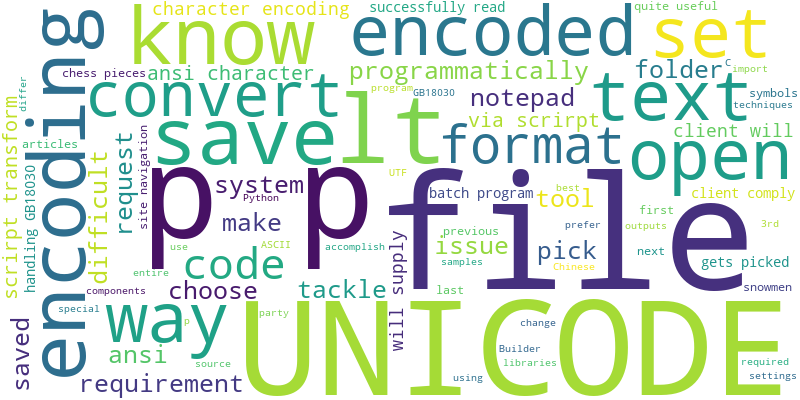 know
encoded
set
character encoding
successfully read
quite useful
encoding
chess pieces
ansi character
programmatically
folder
C
import
convert
program
GB18030
notepad
text
symbols
techniques
differ
saveIt
via scrirpt
format
client will
open
articles
request
site navigation
scrirpt transform
handling GB18030
difficult
p p
system
Python
UTF
file
batch program
best
tool
client comply
make
previous
first
outputs
3rd
use
ASCII
accomplish
will supply
issue
pick
prefer
next
gets picked
entire
code
samples
Chinese
components
choose
tackle
last
snowmen
way
UNICODE
special
p
party
change
saved
ansi
source
Builder
libraries
required
requirement
using
settings